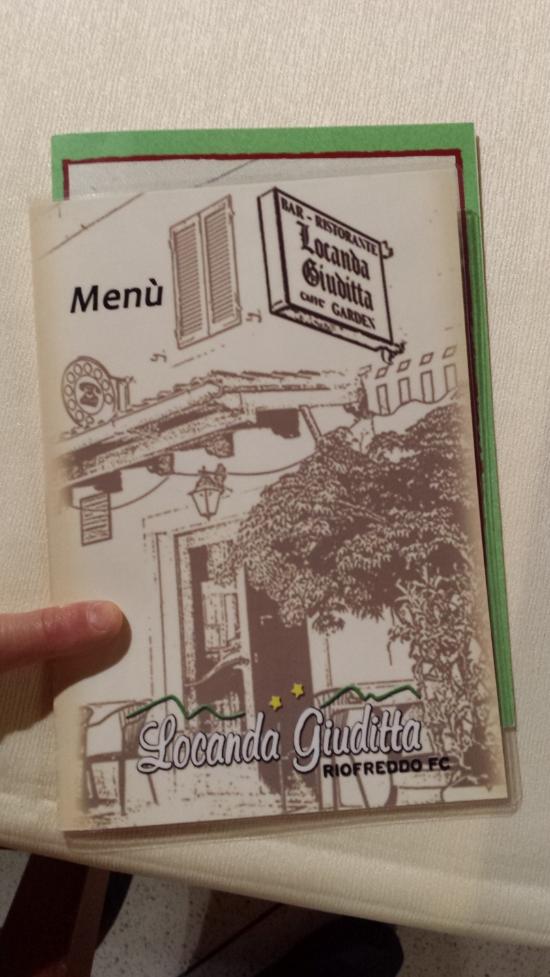 BAR - RISTORANTE
Locanda
Giuditta
CAFFE' GARDEN
Menù
Locanda Giuditta
RIOFREDDO FC